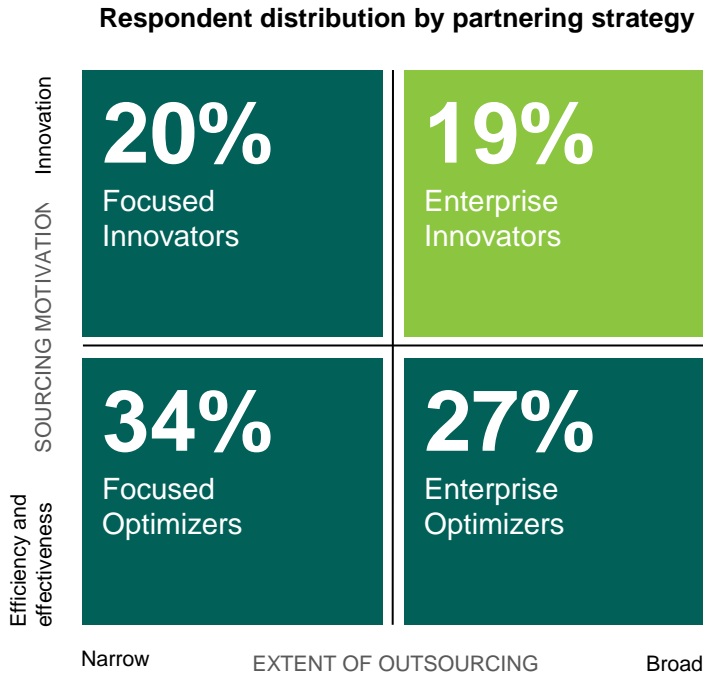 Respondent distribution by partnering strategy
Innovation
SOURCING MOTIVATION
Efficiency and
effectiveness
20%
Focused
Innovators
19%
Enterprise
Innovators
34%
Focused
Optimizers
27%
Enterprise
Optimizers
Narrow
EXTENT OF OUTSOURCING
Broad